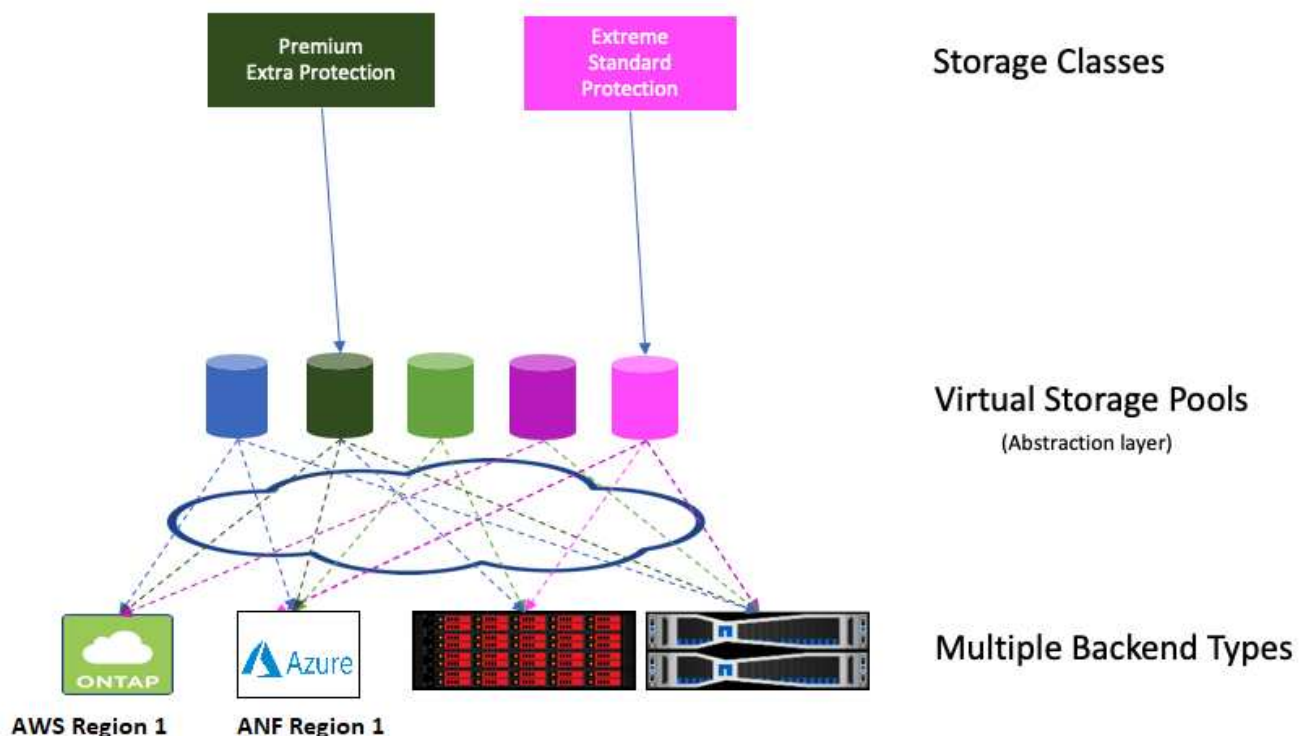 Premium
Extra Protection
Extreme
Standard
Protection
Storage Classes
Virtual Storage Pools
(Abstraction layer)
ONTAP
Azure
Multiple Backend Types
AWS Region 1
ANF Region 1